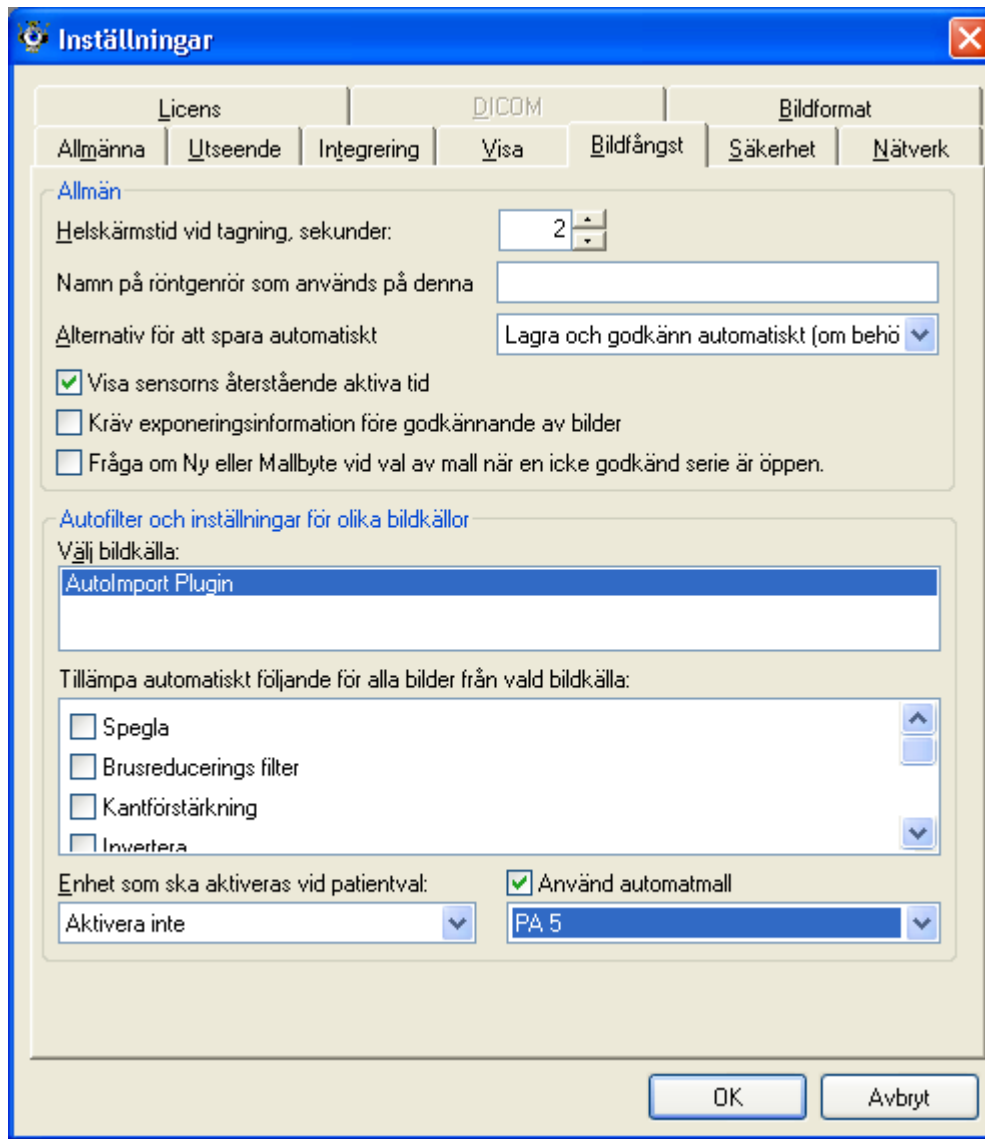 Inställningar
Licens
DICOM
Bildformat
Allmänna
Utseende
Integrering
Visa
Bildfångst
Säkerhet
Nätverk
Allmän
Helskärmstid vid tagning, sekunder:
2
Namn på röntgenrör som används på denna
Alternativ för att spara automatiskt
Lagra och godkänn automatiskt (om behö
Visa sensorns återstående aktiva tid
Kräv exponeringsinformation före godkännande av bilder
Fråga om Ny eller Mallbyte vid val av mall när en icke godkänd serie är öppen.
Autofilter och inställningar för olika bildkällor
Välj bildkälla:
AutoImport Plugin
Tillämpa automatiskt följande för alla bilder från vald bildkälla:
Spegla
Brusreducerings filter
Kantförstärkning
Invertera
Enhet som ska aktiveras vid patientval:
Använd automatmall
Aktivera inte
PA 5
OK
Avbryt